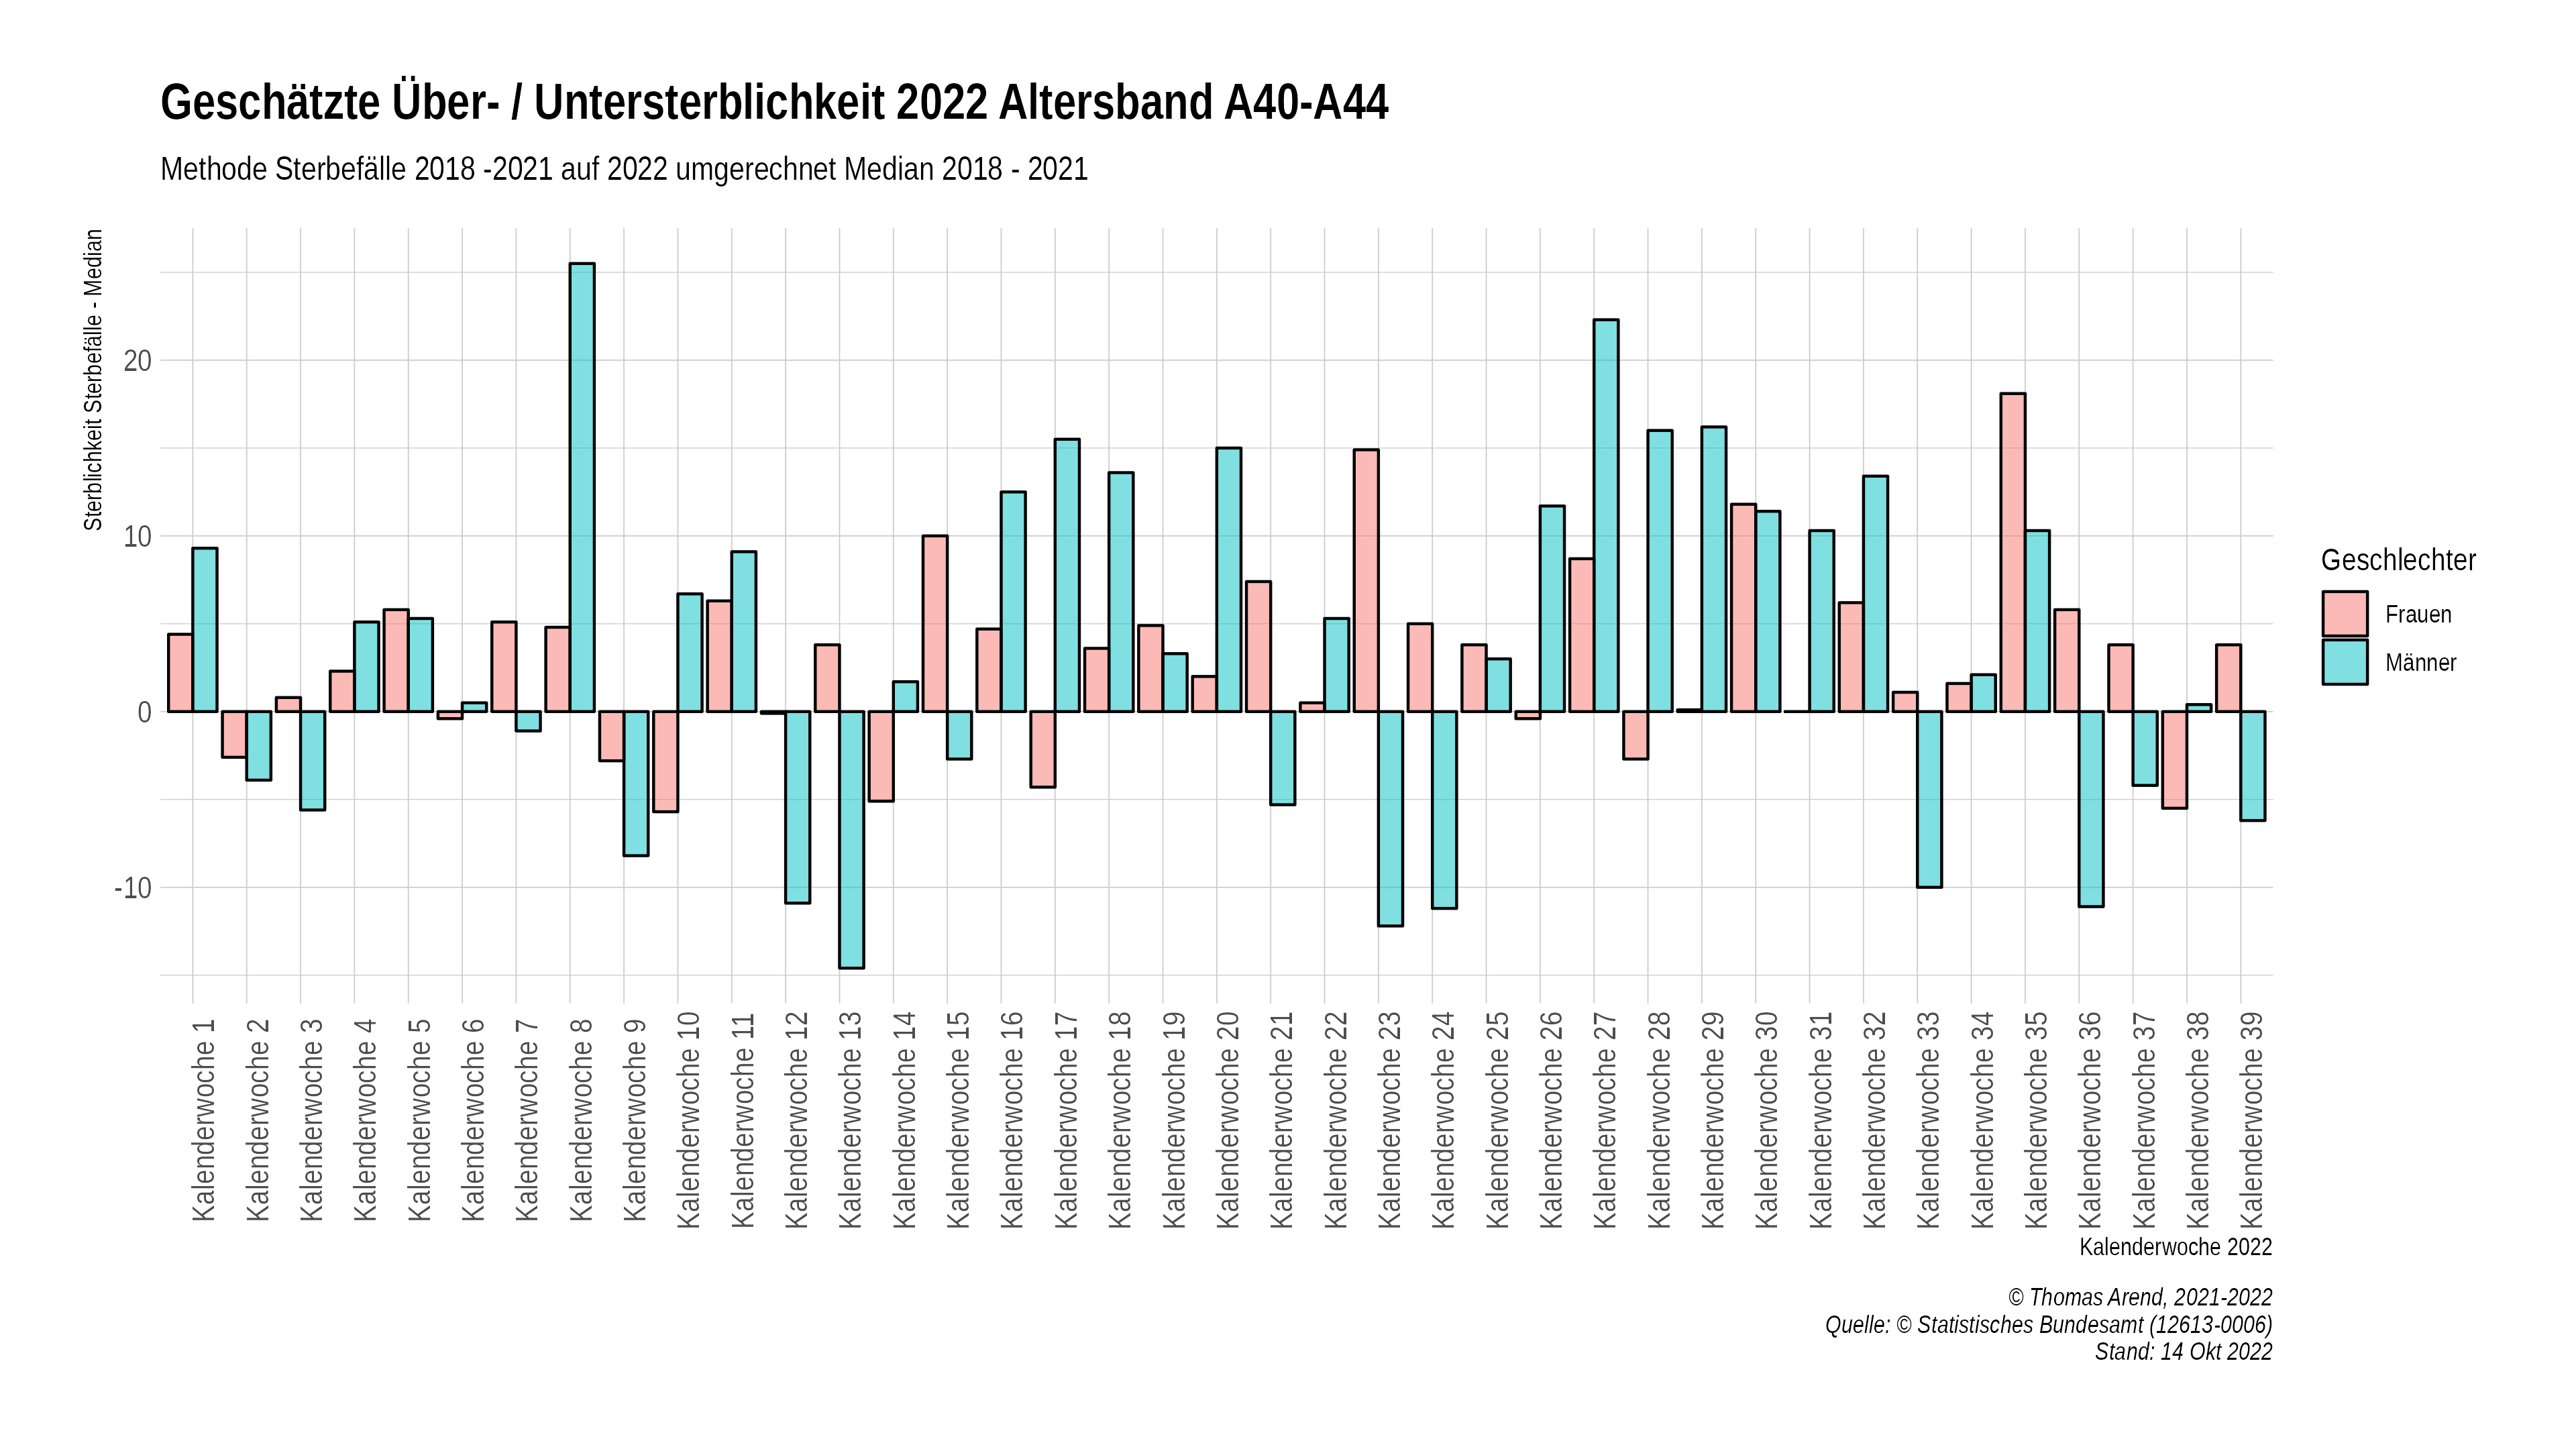 Geschätzte Über- / Untersterblichkeit 2022 Altersband A40-A44
Methode Sterbefälle 2018 -2021 auf 2022 umgerechnet Median 2018 - 2021
Sterblichkeit Sterbefälle - Median
20
10
0
-10
Geschlechter
Frauen
Männer
Kalenderwoche 1
Kalenderwoche 2
Kalenderwoche 3
Kalenderwoche 4
Kalenderwoche 5
Kalenderwoche 6
Kalenderwoche 7
Kalenderwoche 8
Kalenderwoche 9
Kalenderwoche 10
Kalenderwoche 11
Kalenderwoche 12
Kalenderwoche 13
Kalenderwoche 14
Kalenderwoche 15
Kalenderwoche 16
Kalenderwoche 17
Kalenderwoche 18
Kalenderwoche 19
Kalenderwoche 20
Kalenderwoche 21
Kalenderwoche 22
Kalenderwoche 23
Kalenderwoche 24
Kalenderwoche 25
Kalenderwoche 26
Kalenderwoche 27
Kalenderwoche 28
Kalenderwoche 29
Kalenderwoche 30
Kalenderwoche 31
Kalenderwoche 32
Kalenderwoche 33
Kalenderwoche 34
Kalenderwoche 35
Kalenderwoche 36
Kalenderwoche 37
Kalenderwoche 38
Kalenderwoche 39
Kalenderwoche 2022
© Thomas Arend, 2021-2022
Quelle: © Statistisches Bundesamt (12613-0006)
Stand: 14 Okt 2022